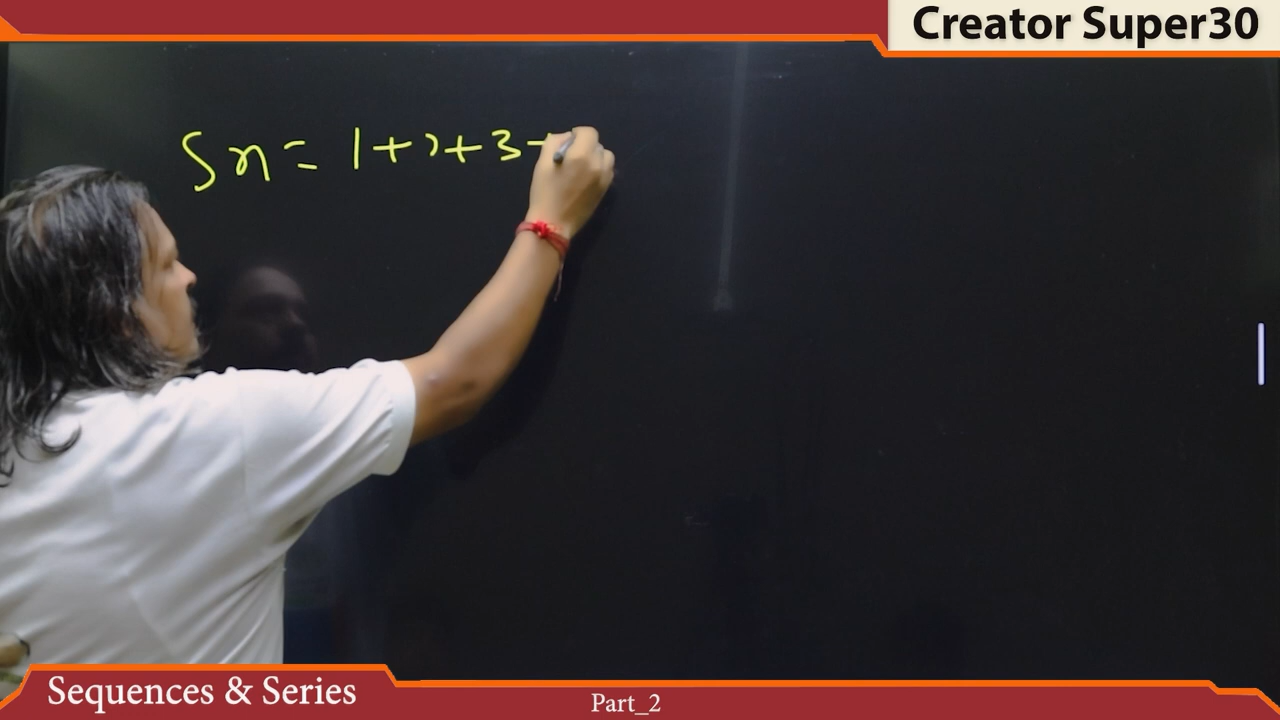 Creator Super30
Sn = 1 + 2 + 3 +
Sequences & Series
Part_2